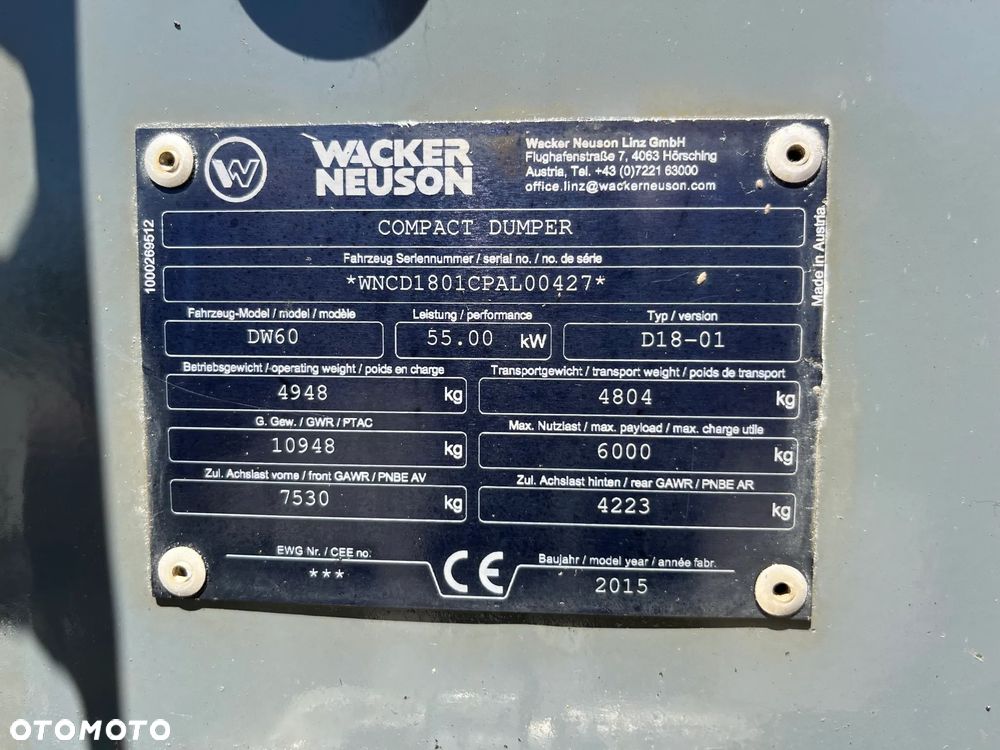 W
WACKER
NEUSON
Wacker Neuson Linz GmbH
Flughafenstraße 7, 4063 Hörsching
Austria, Tel. +43 (0)7221 63000
office.linz@wackerneuson.com
1000269512
Made in Austria
COMPACT DUMPER
Fahrzeug Seriennummer / serial no. / no. de série
*WNCD1801CPAL00427*
Fahrzeug-Model / model / modèle
Leistung / performance
Typ / version
DW60
55.00 kW
D18-01
Betriebsgewicht / operating weight / poids en charge
Transportgewicht / transport weight / poids de transport
4948 kg
4804 kg
G. Gew. / GWR / PTAC
Max. Nutzlast / max. payload / max. charge utile
10948 kg
6000 kg
Zul. Achslast vorne / front GAWR / PNBE AV
Zul. Achslast hinten / rear GAWR / PNBE AR
7530 kg
4223 kg
EWG Nr. / CEE no.
CE
Baujahr / model year / année fabr.
***
2015
OTOMOTO